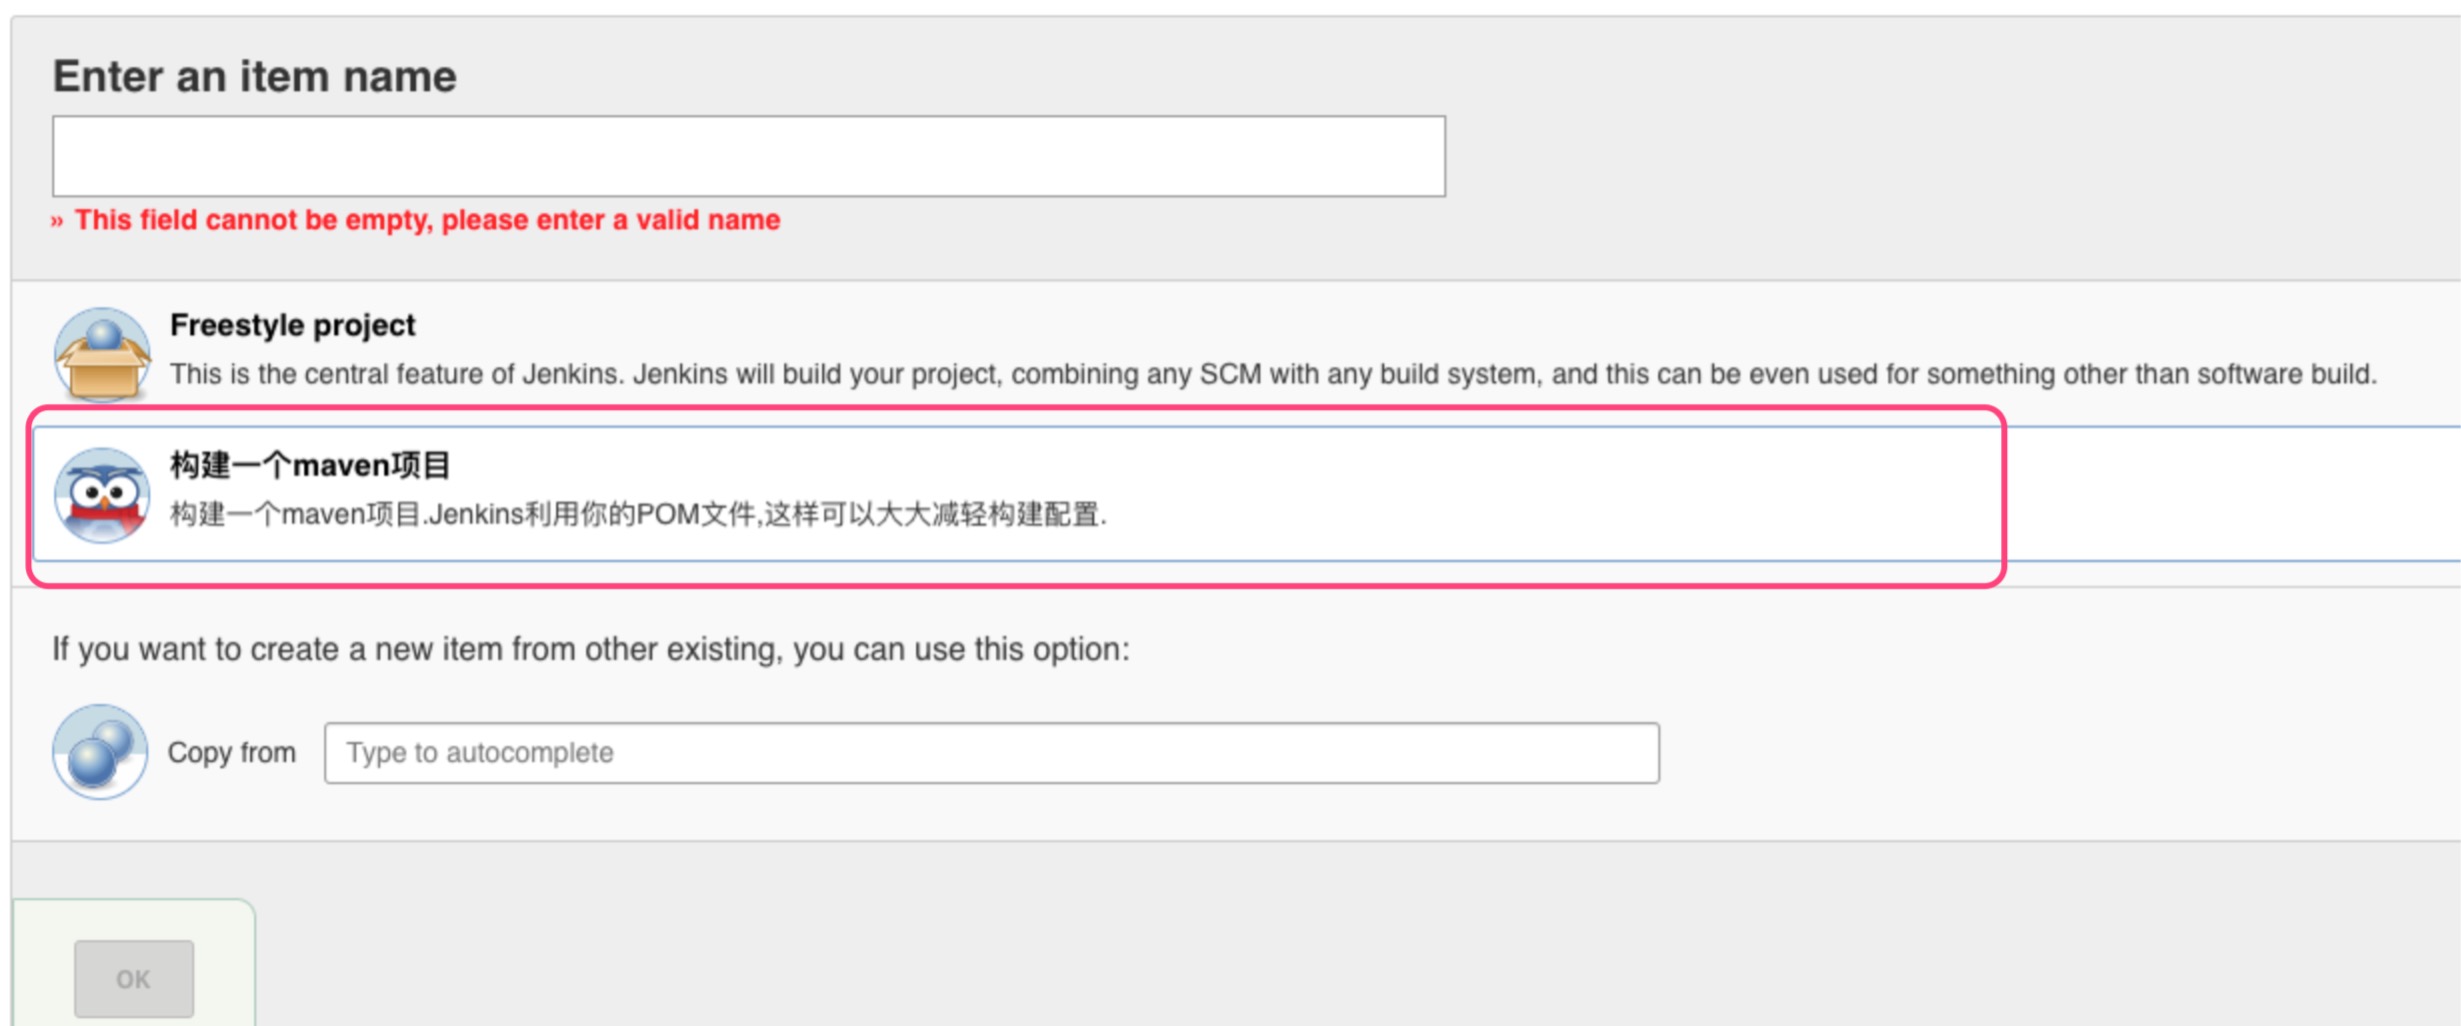 Enter an item name
» This field cannot be empty, please enter a valid name
Freestyle project
This is the central feature of Jenkins. Jenkins will build your project, combining any SCM with any build system, and this can be even used for something other than software build.
构建一个maven项目
构建一个maven项目.Jenkins利用你的POM文件,这样可以大大减轻构建配置.
If you want to create a new item from other existing, you can use this option:
Copy from Type to autocomplete
OK